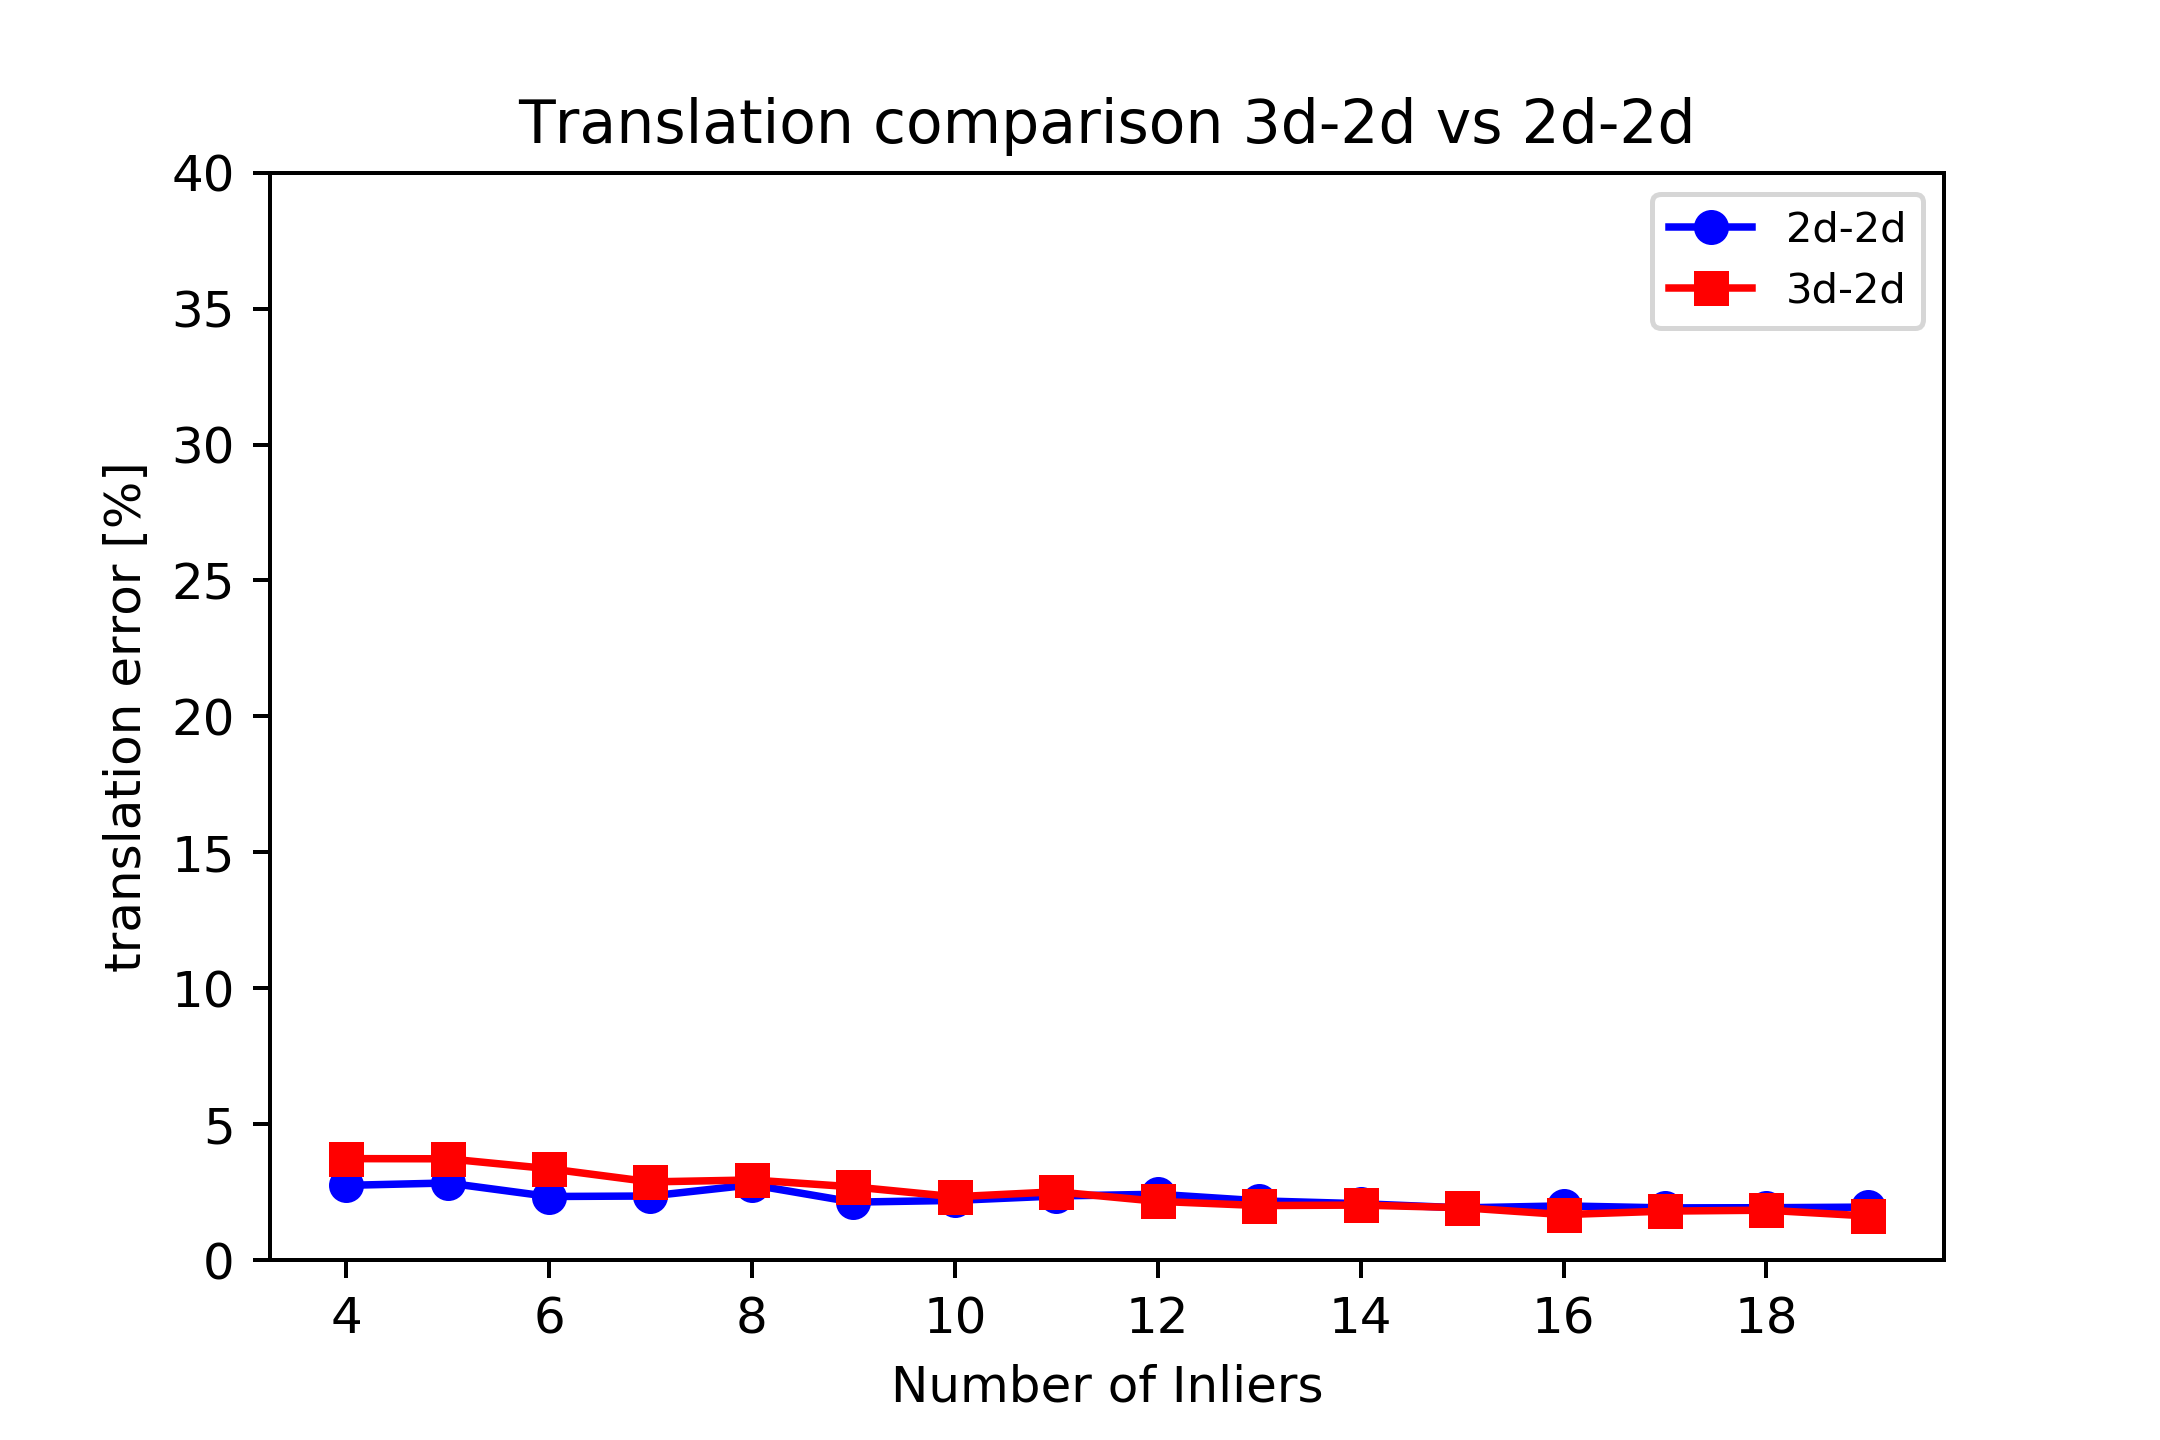 Translation comparison 3d-2d vs 2d-2d
40
35
30
25
20
15
10
5
0
translation error [%]
2d-2d
3d-2d
4 6 8 10 12 14 16 18
Number of Inliers